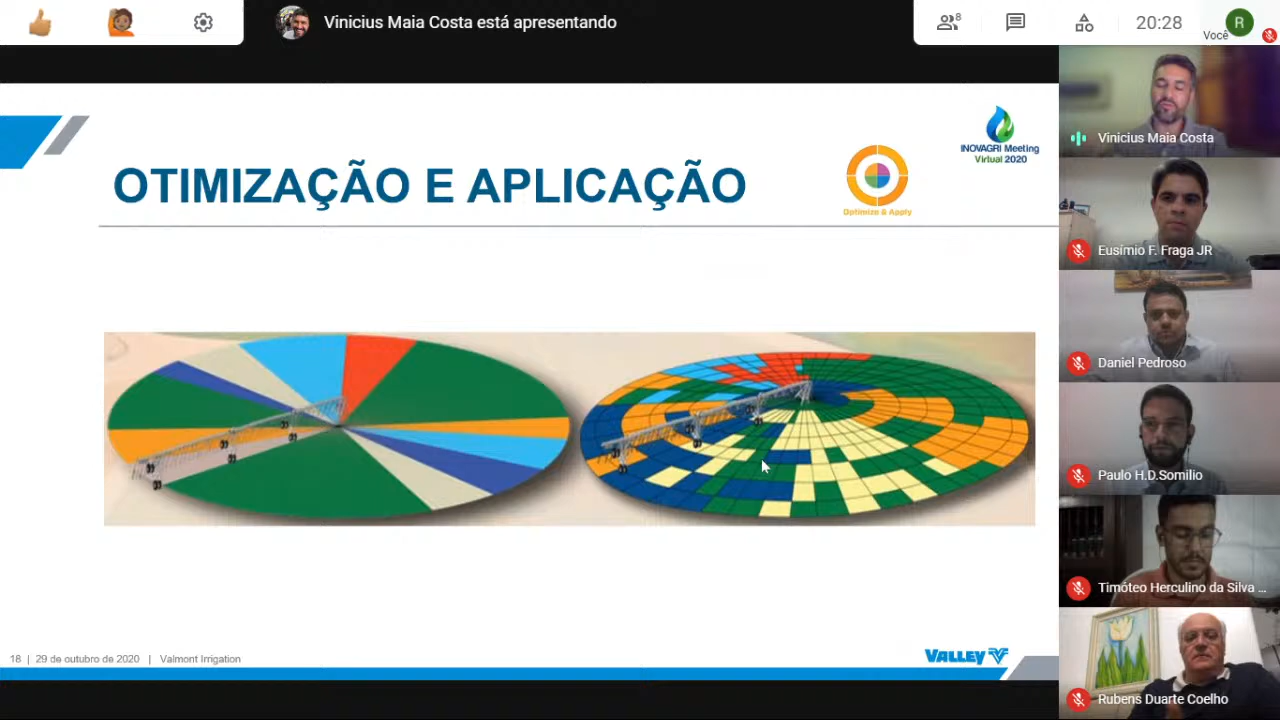 Vinicius Maia Costa está apresentando
8
20:28
Você
R
INOVAGRI Meeting
Virtual 2020
OTIMIZAÇÃO E APLICAÇÃO
Optimize & Apply
Vinicius Maia Costa
Eusímio F. Fraga JR
Daniel Pedroso
Paulo H.D.Somilio
Timóteo Herculino da Silva ...
Rubens Duarte Coelho
18 | 29 de outubro de 2020 | Valmont Irrigation
VALLEY